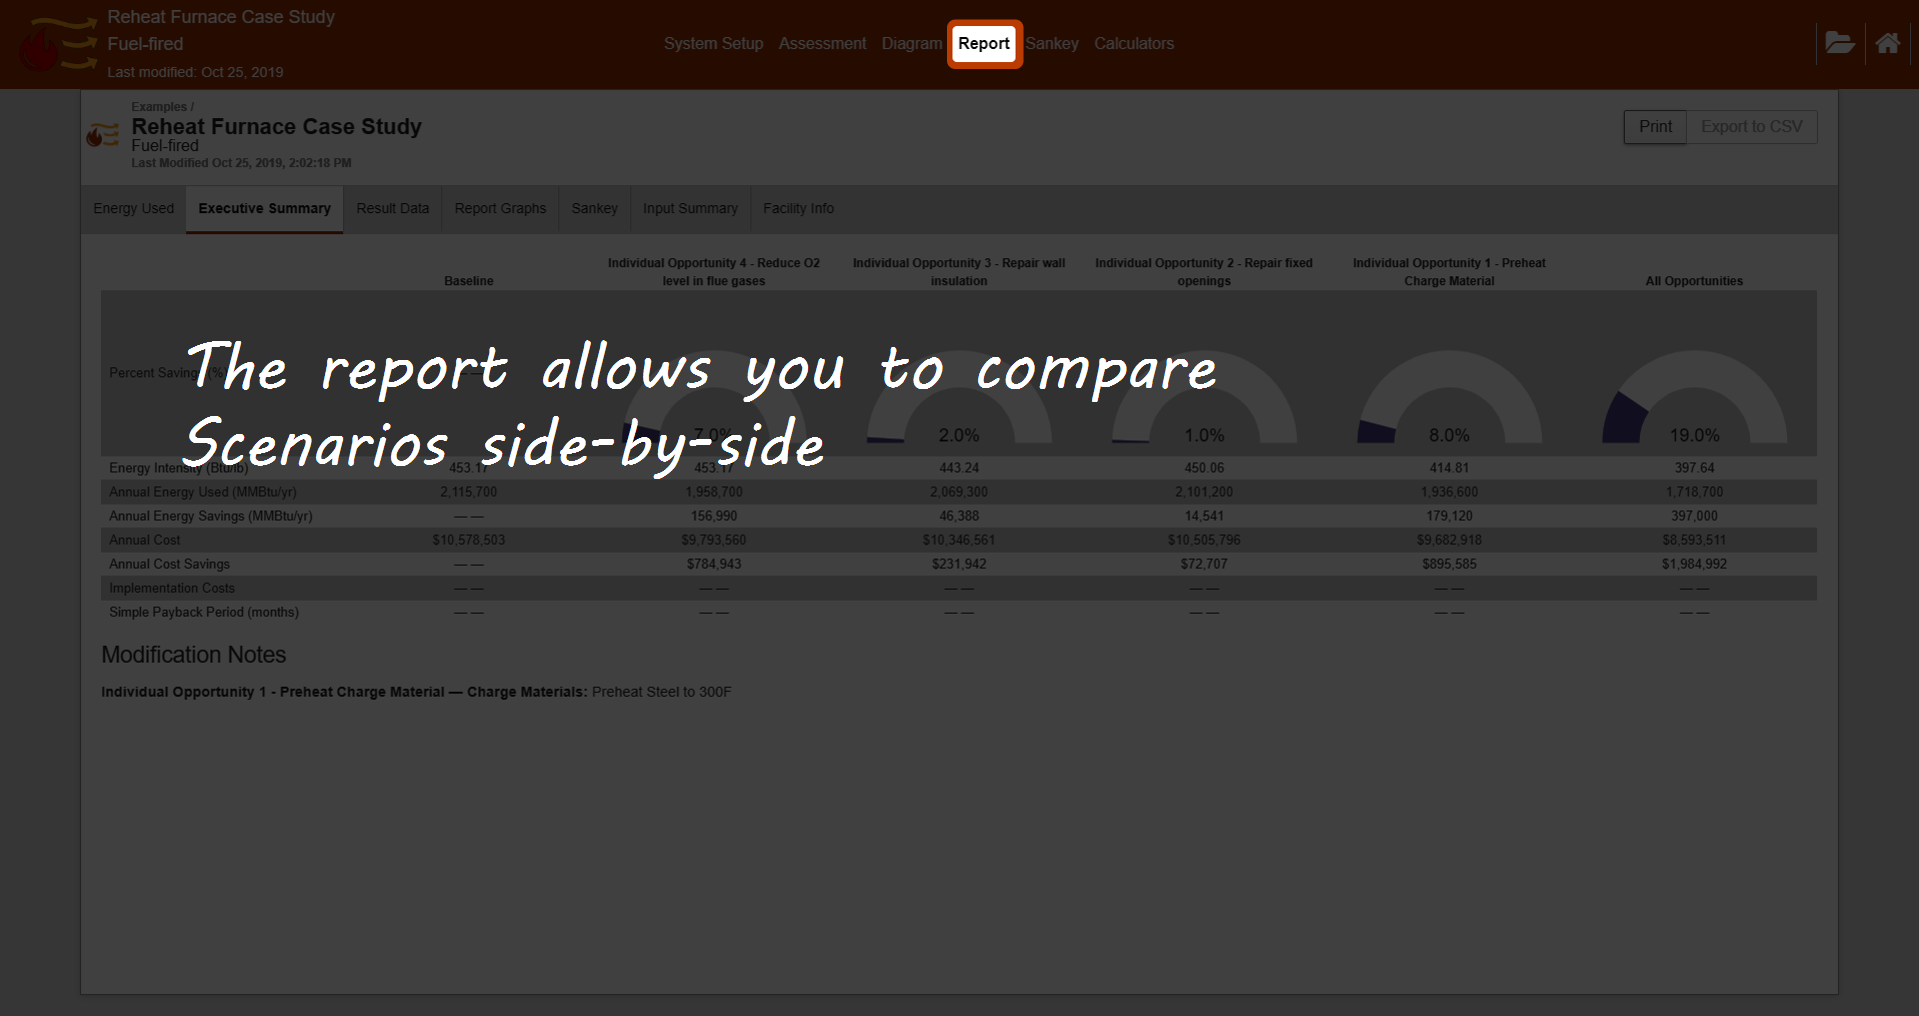 Reheat Furnace Case Study
Fuel-fired
Last modified: Oct 25, 2019
System Setup Assessment Diagram Report Sankey Calculators
Examples /
Reheat Furnace Case Study
Fuel-fired
Last Modified Oct 25, 2019, 2:02:18 PM
Print Export to CSV
Energy Used Executive Summary Result Data Report Graphs Sankey Input Summary Facility Info
Baseline Individual Opportunity 4 - Reduce O2 level in flue gases Individual Opportunity 3 - Repair wall insulation Individual Opportunity 2 - Repair fixed openings Individual Opportunity 1 - Preheat Charge Material All Opportunities
The report allows you to compare
Scenarios side-by-side
Percent Savings (% 7.0% 2.0% 1.0% 8.0% 19.0%
Energy Intensity (Btu/lb) 453.17 453.17 443.24 450.06 414.81 397.64
Annual Energy Used (MMBtu/yr) 2,115,700 1,958,700 2,069,300 2,101,200 1,936,600 1,718,700
Annual Energy Savings (MMBtu/yr) — — 156,990 46,388 14,541 179,120 397,000
Annual Cost $10,578,503 $9,793,560 $10,346,561 $10,505,796 $9,682,918 $8,593,511
Annual Cost Savings — — $784,943 $231,942 $72,707 $895,585 $1,984,992
Implementation Costs — — — — — — — — — — — —
Simple Payback Period (months) — — — — — — — — — — — —
Modification Notes
Individual Opportunity 1 - Preheat Charge Material — Charge Materials: Preheat Steel to 300F